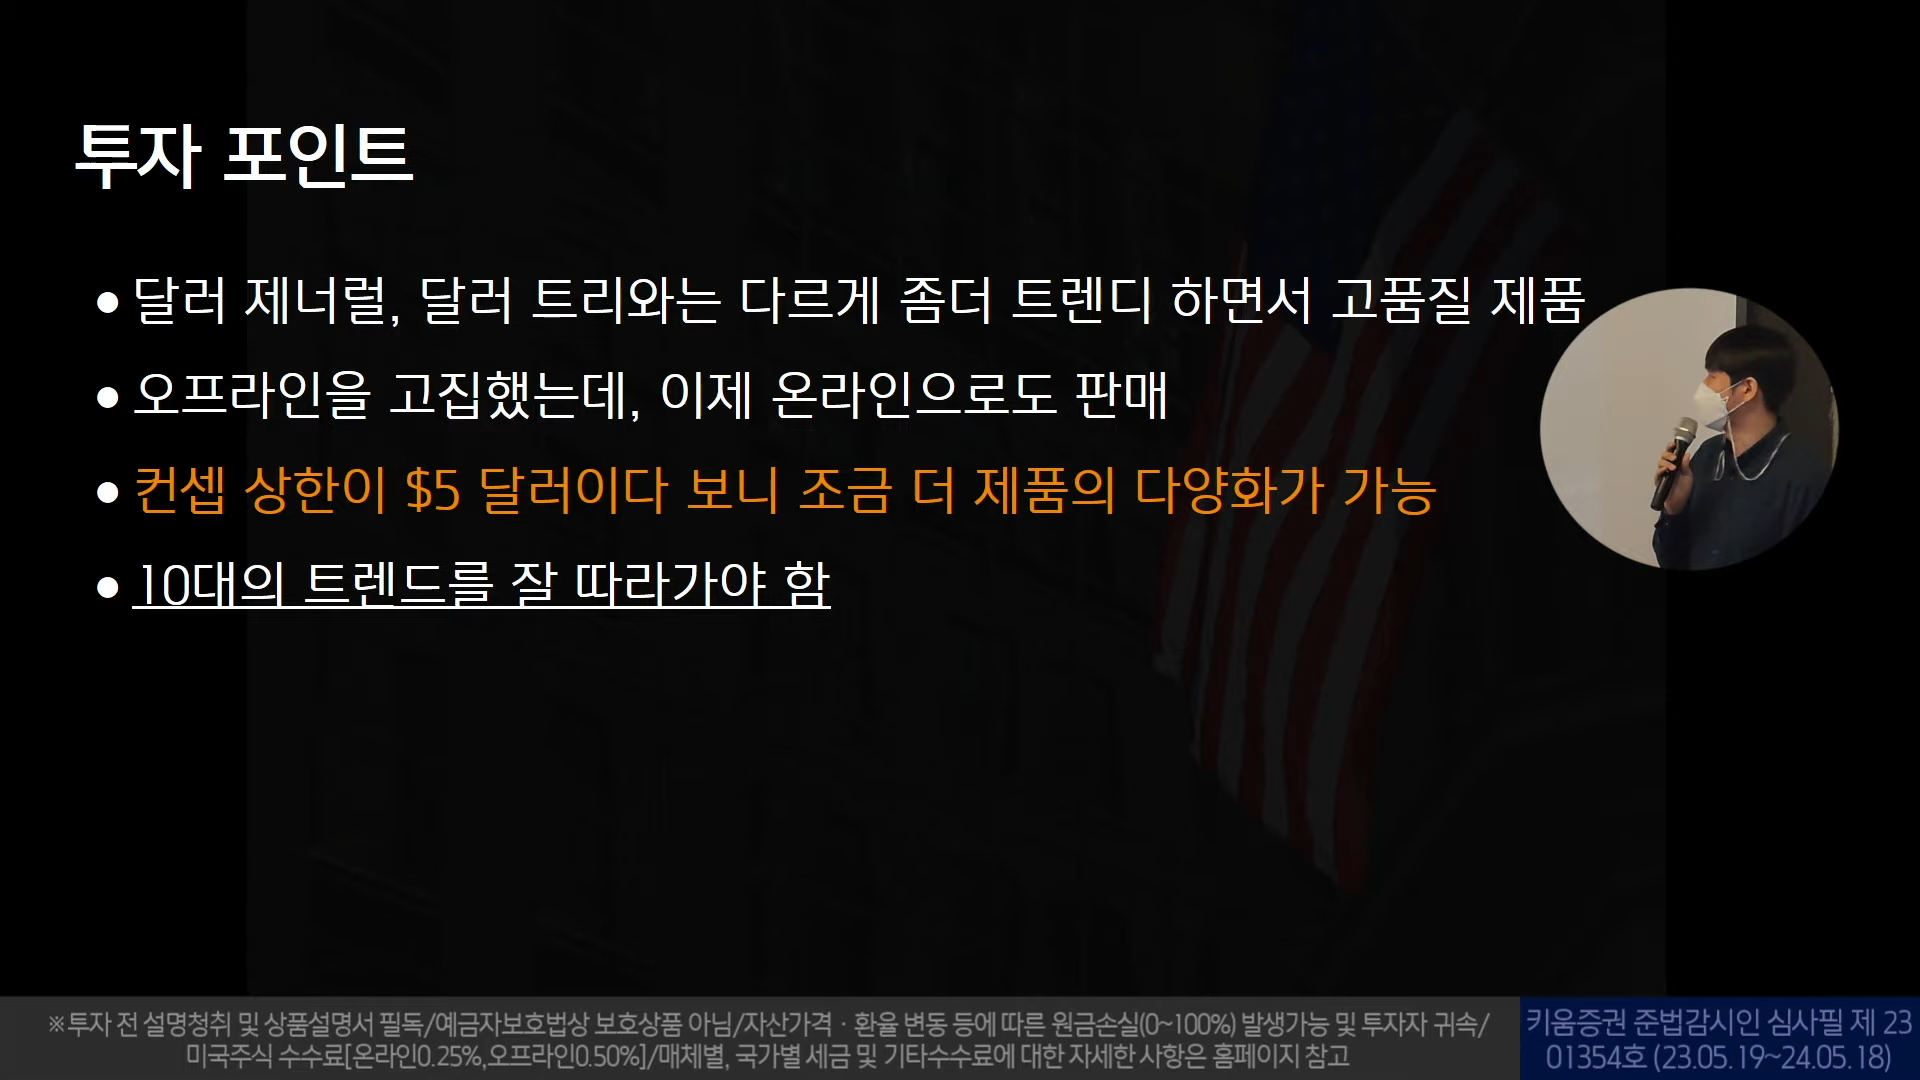 투자 포인트
● 달러 제너럴, 달러 트리와는 다르게 좀더 트렌디 하면서 고품질 제품
● 오프라인을 고집했는데, 이제 온라인으로도 판매
● 컨셉 상한이 $5 달러이다 보니 조금 더 제품의 다양화가 가능
● 10대의 트렌드를 잘 따라가야 함
※투자 전 설명청취 및 상품설명서 필독/예금자보호법상 보호상품 아님/자산가격 · 환율 변동 등에 따른 원금손실(0~100%) 발생가능 및 투자자 귀속/
미국주식 수수료[온라인0.25%,오프라인0.50%]/매체별, 국가별 세금 및 기타수수료에 대한 자세한 사항은 홈페이지 참고
키움증권 준법감시인 심사필 제 23
01354호 (23.05.19~24.05.18)